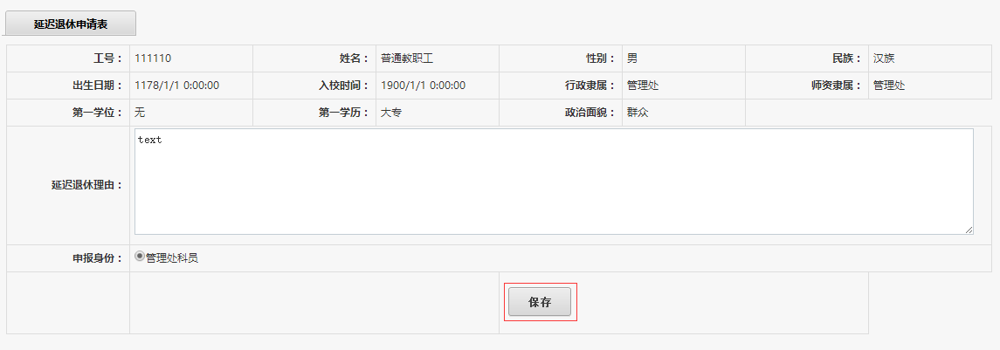 延迟退休申请表
工号： 111110 姓名： 普通教职工 性别： 男 民族： 汉族
出生日期： 1178/1/1 0:00:00 入校时间： 1900/1/1 0:00:00 行政隶属： 管理处 师资隶属： 管理处
第一学位： 无 第一学历： 大专 政治面貌： 群众
text
延迟退休理由：
申报身份： 管理处科员
保存